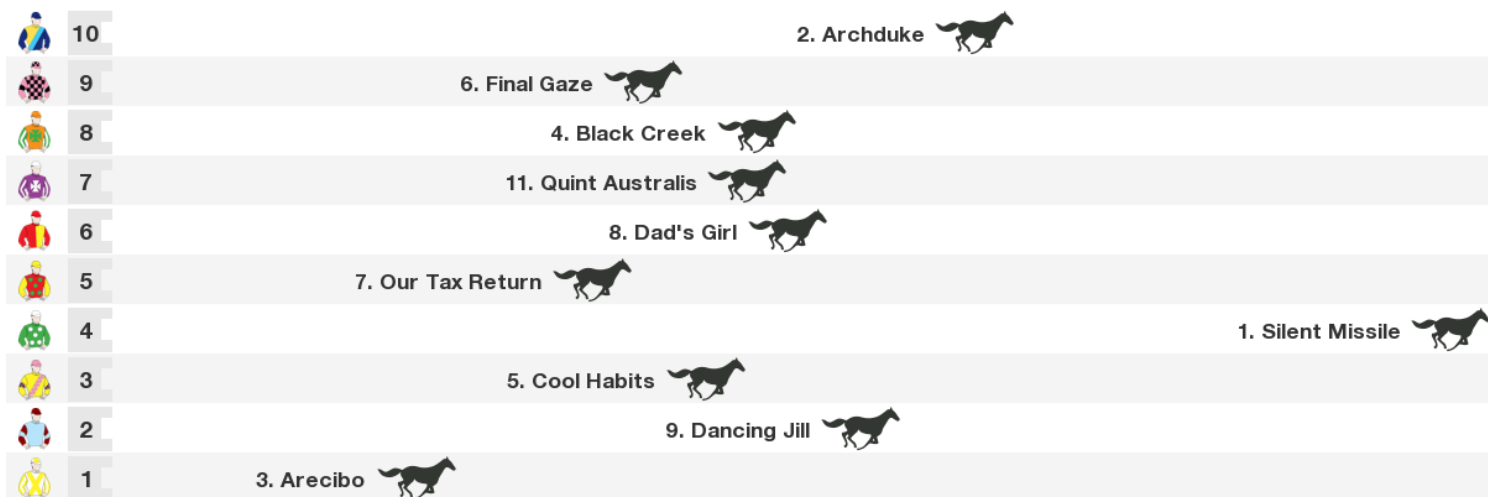 10 2. Archduke
9 6. Final Gaze
8 4. Black Creek
7 11. Quint Australis
6 8. Dad's Girl
5 7. Our Tax Return
4 1. Silent Missile
3 5. Cool Habits
2 9. Dancing Jill
1 3. Arecibo